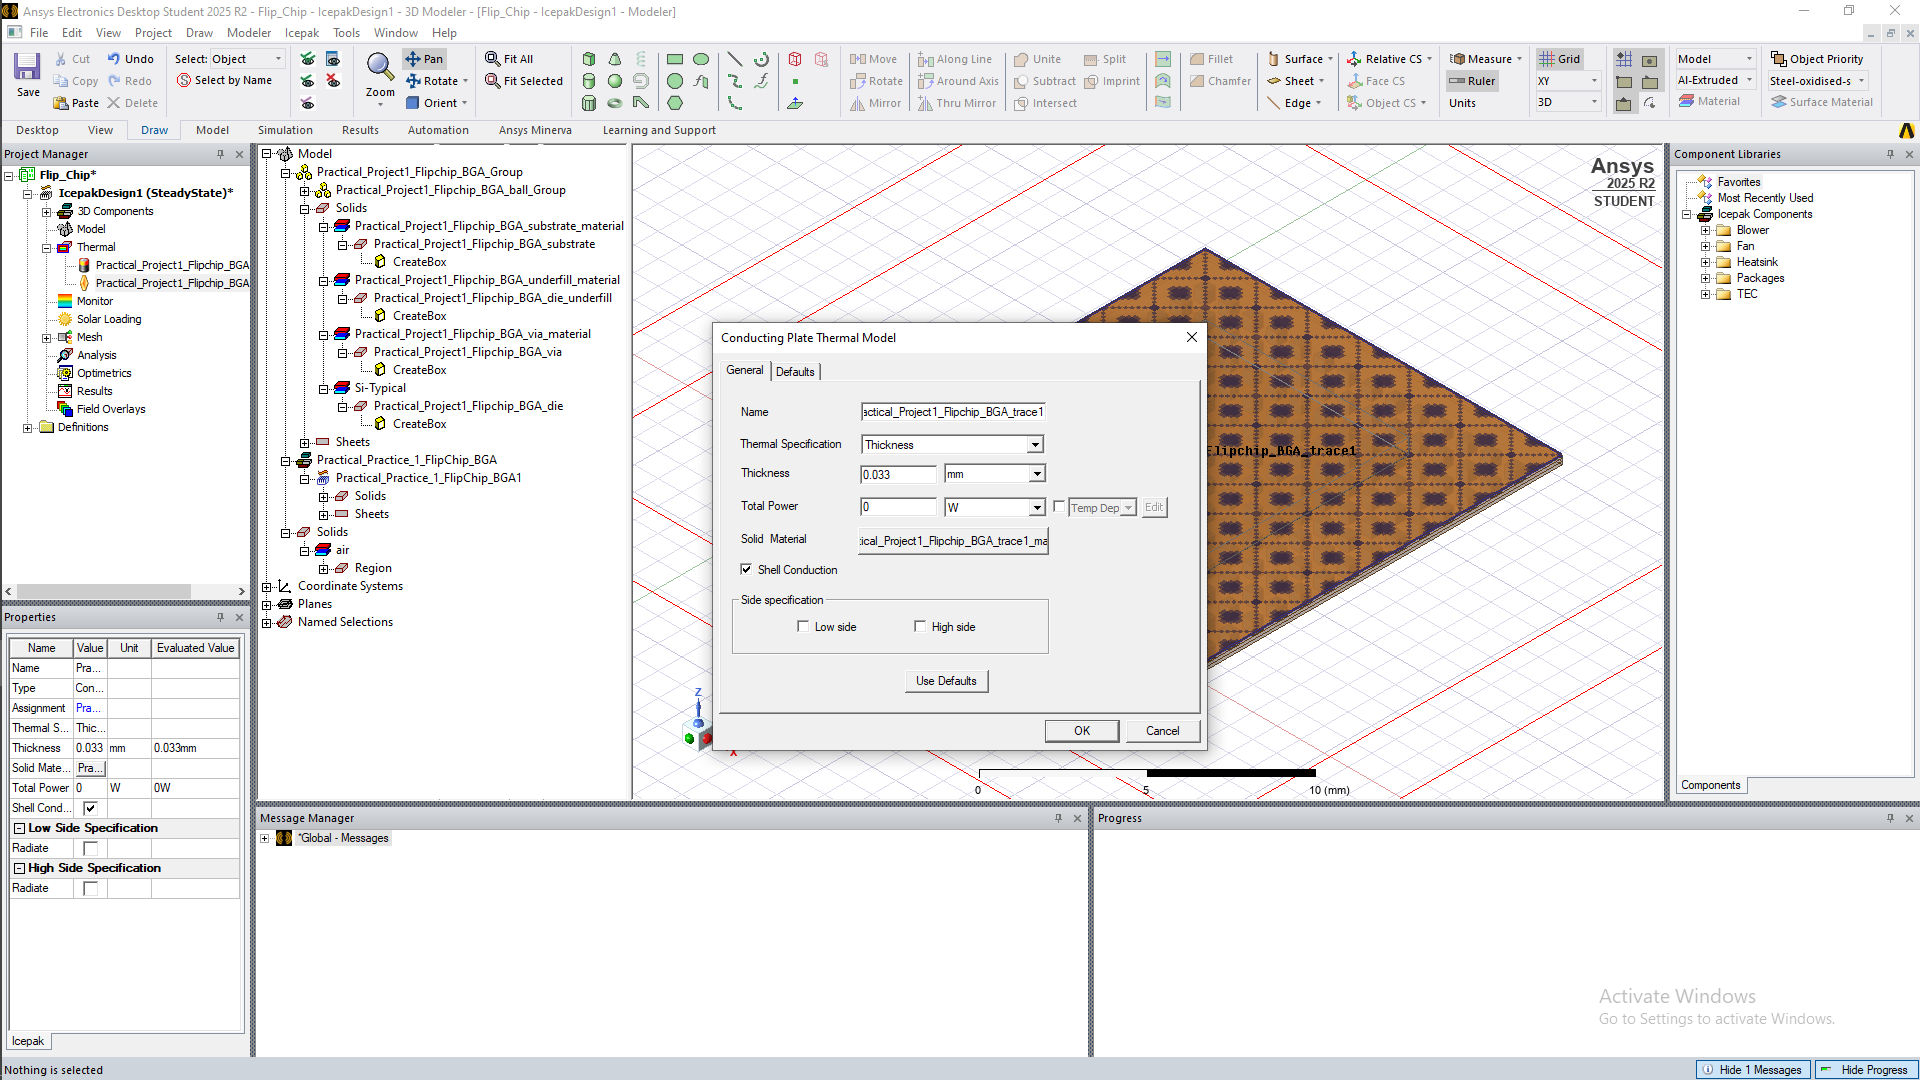 Ansys Electronics Desktop Student 2025 R2 - Flip_Chip - IcepakDesign1 - 3D Modeler - [Flip_Chip - IcepakDesign1 - Modeler]
File Edit View Project Draw Modeler Icepak Tools Window Help
Save
Cut
Copy
Paste
Undo
Redo
Delete
Select: Object
Select by Name
Zoom
Pan
Rotate
Orient
Fit All
Fit Selected
Move
Rotate
Mirror
Along Line
Around Axis
Thru Mirror
Unite
Subtract
Intersect
Split
Imprint
Fillet
Chamfer
Surface
Sheet
Edge
Relative CS
Face CS
Object CS
Measure
Ruler
Units
Grid
XY
3D
Model
AI-Extruded
Material
Object Priority
Steel-oxidised-s
Surface Material
Desktop View Draw Model Simulation Results Automation Ansys Minerva Learning and Support
Project Manager
Flip_Chip*
IcepakDesign1 (SteadyState)*
3D Components
Model
Thermal
Practical_Project1_Flipchip_BGA
Practical_Project1_Flipchip_BGA
Monitor
Solar Loading
Mesh
Analysis
Optimetrics
Results
Field Overlays
Definitions
Properties
Name Value Unit Evaluated Value
Name Pra...
Type Con...
Assignment Pra...
Thermal S... Thic...
Thickness 0.033 mm 0.033mm
Solid Mate... Pra...
Total Power 0 W 0W
Shell Cond...
Low Side Specification
Radiate
High Side Specification
Radiate
Icepak
Model
Practical_Project1_Flipchip_BGA_Group
Practical_Project1_Flipchip_BGA_ball_Group
Solids
Practical_Project1_Flipchip_BGA_substrate_material
Practical_Project1_Flipchip_BGA_substrate
CreateBox
Practical_Project1_Flipchip_BGA_underfill_material
Practical_Project1_Flipchip_BGA_die_underfill
CreateBox
Practical_Project1_Flipchip_BGA_via_material
Practical_Project1_Flipchip_BGA_via
CreateBox
Si-Typical
Practical_Project1_Flipchip_BGA_die
CreateBox
Sheets
Practical_Practice_1_FlipChip_BGA
Practical_Practice_1_FlipChip_BGA1
Solids
Sheets
Solids
air
Region
Coordinate Systems
Planes
Named Selections
Ansys
2025 R2
STUDENT
Flipchip_BGA_trace1
Z
X
0 5 10 (mm)
Conducting Plate Thermal Model
General Defaults
Name actical_Project1_Flipchip_BGA_trace1
Thermal Specification Thickness
Thickness 0.033 mm
Total Power 0 W Temp Dep Edit
Solid Material tical_Project1_Flipchip_BGA_trace1_ma
Shell Conduction
Side specification
Low side High side
Use Defaults
OK Cancel
Component Libraries
Favorites
Most Recently Used
Icepak Components
Blower
Fan
Heatsink
Packages
TEC
Components
Message Manager
*Global - Messages
Progress
Activate Windows
Go to Settings to activate Windows.
Nothing is selected
Hide 1 Messages
Hide Progress